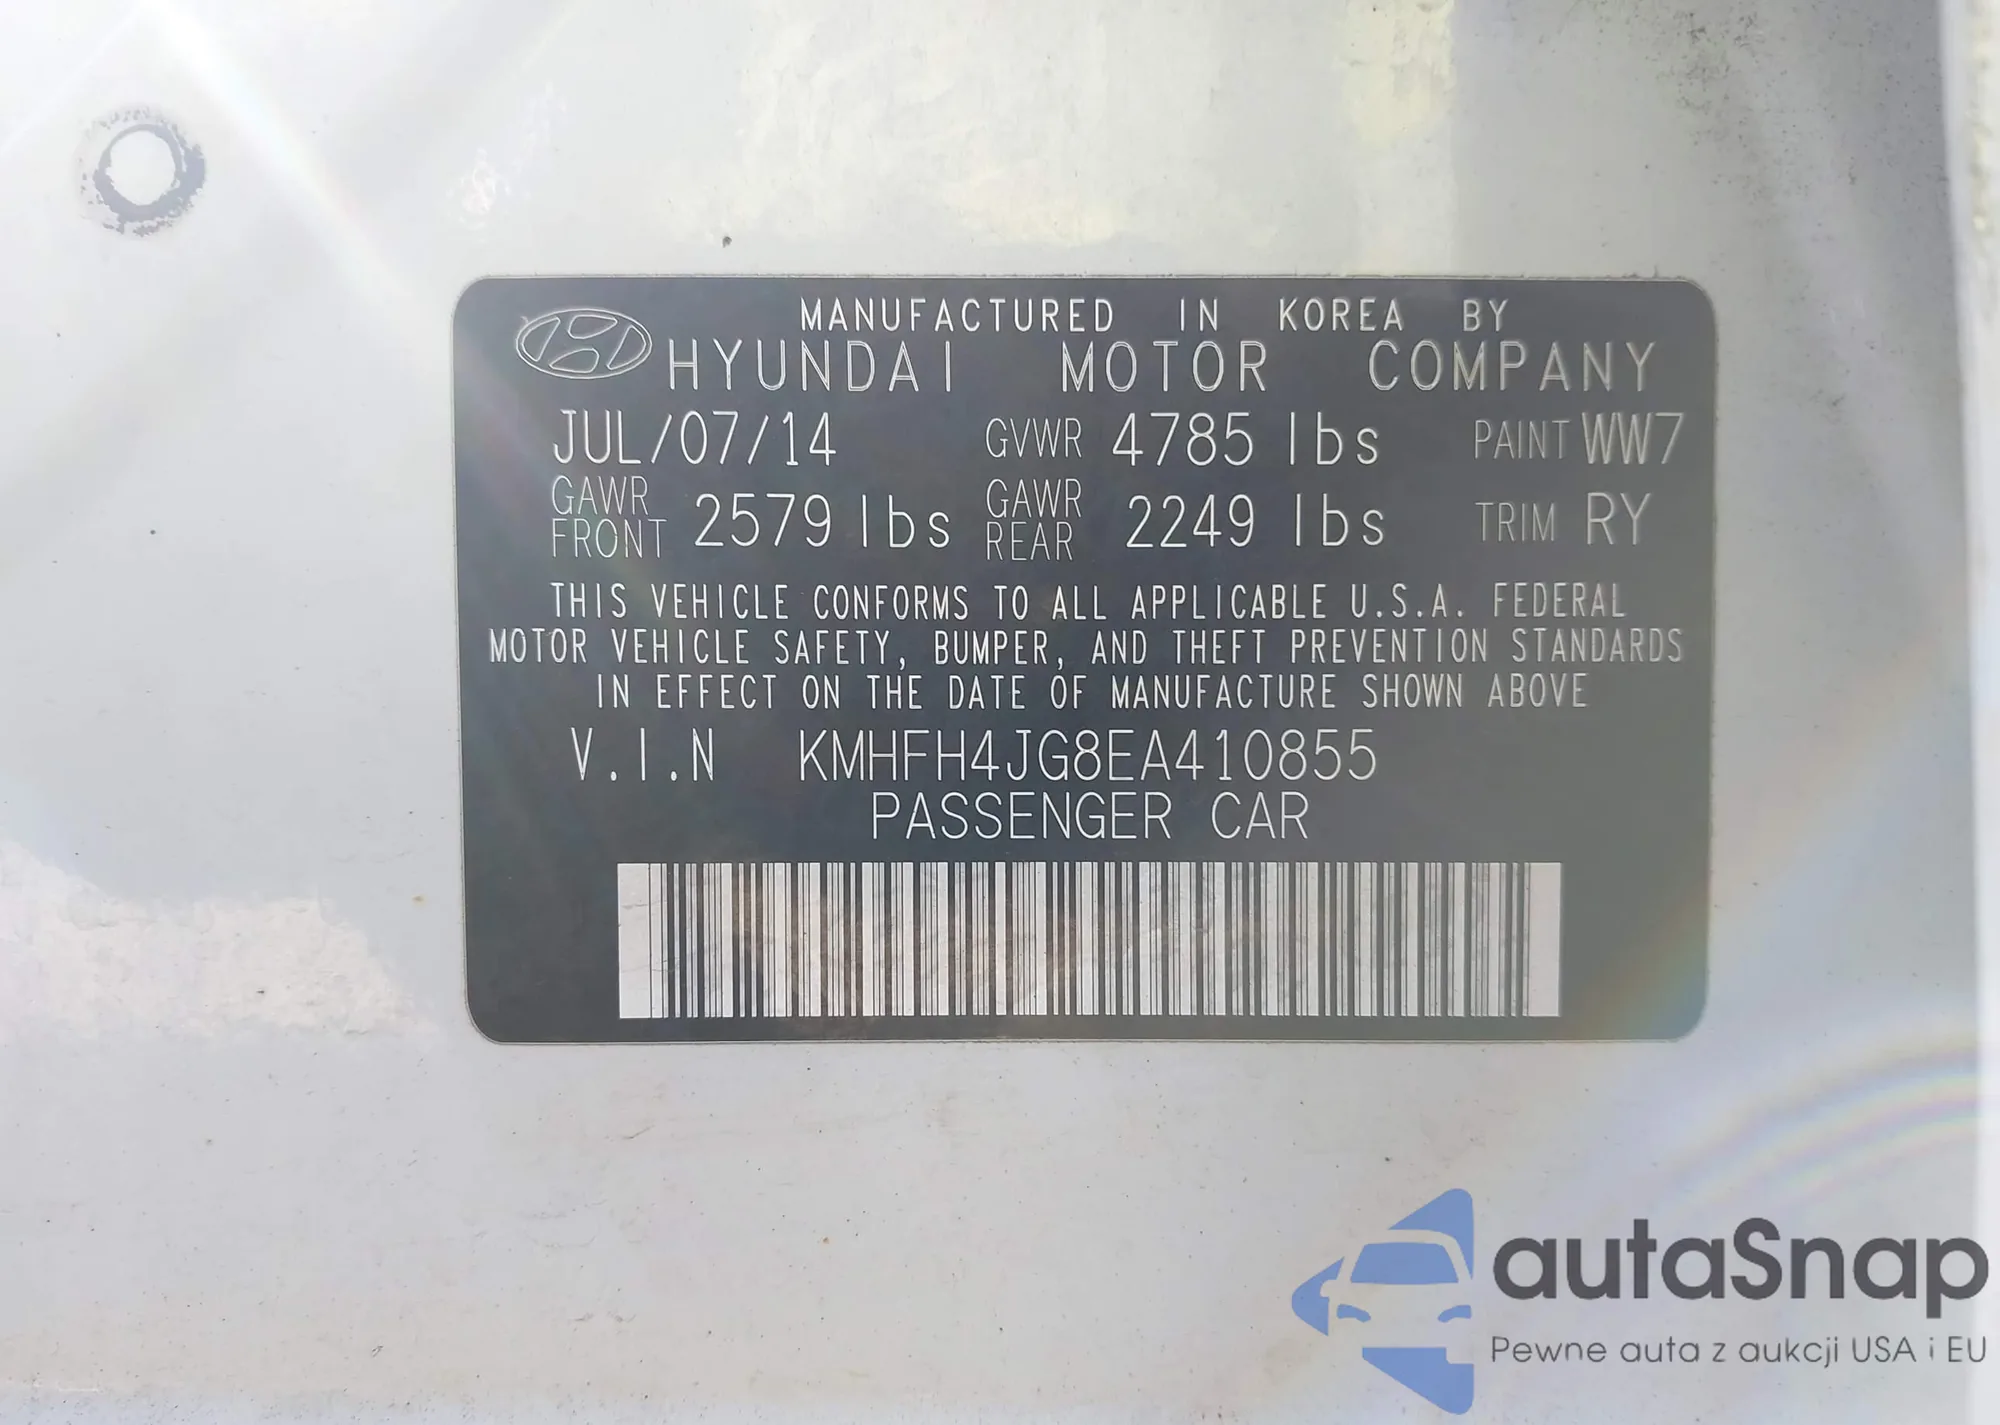 MANUFACTURED IN KOREA BY
HYUNDAI MOTOR COMPANY
JUL/07/14 GVWR 4785 lbs PAINT WW7
GAWR FRONT 2579 lbs GAWR REAR 2249 lbs TRIM RY
THIS VEHICLE CONFORMS TO ALL APPLICABLE U.S.A. FEDERAL
MOTOR VEHICLE SAFETY, BUMPER, AND THEFT PREVENTION STANDARDS
IN EFFECT ON THE DATE OF MANUFACTURE SHOWN ABOVE
V.I.N KMHFH4JG8EA410855
PASSENGER CAR
autaSnap
Pewne auta z aukcji USA i EU